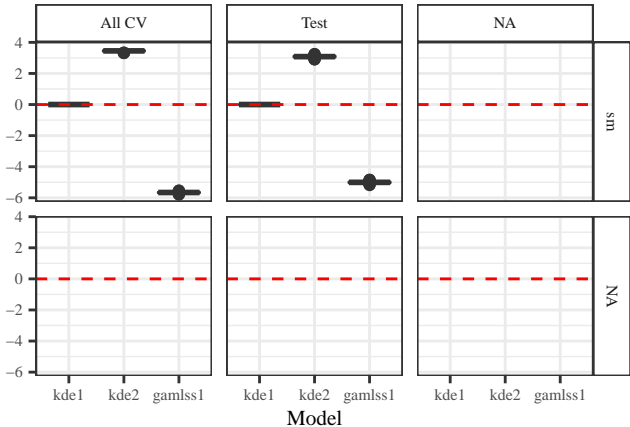 All CV Test NA
4
2
0
−2
−4
−6
sm
4
2
0
−2
−4
−6
NA
kde1 kde2 gamlss1 kde1 kde2 gamlss1 kde1 kde2 gamlss1
Model